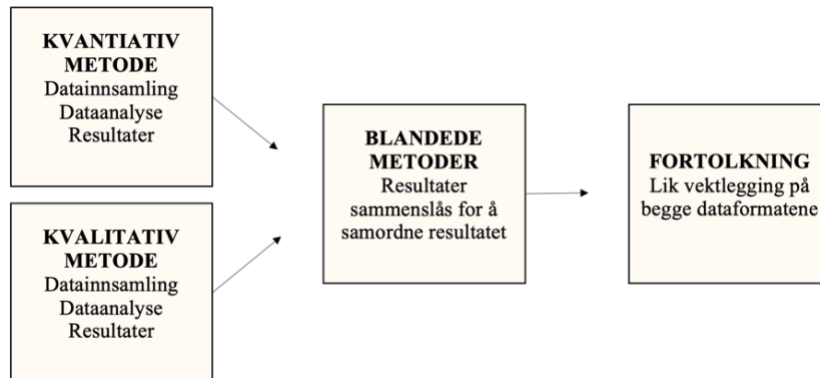 KVANTIATIV
METODE
Datainnsamling
Dataanalyse
Resultater
KVALITATIV
METODE
Datainnsamling
Dataanalyse
Resultater
BLANDEDE
METODER
Resultater
sammenslås for å
samordne resultatet
FORTOLKNING
Lik vektlegging på
begge dataformatene